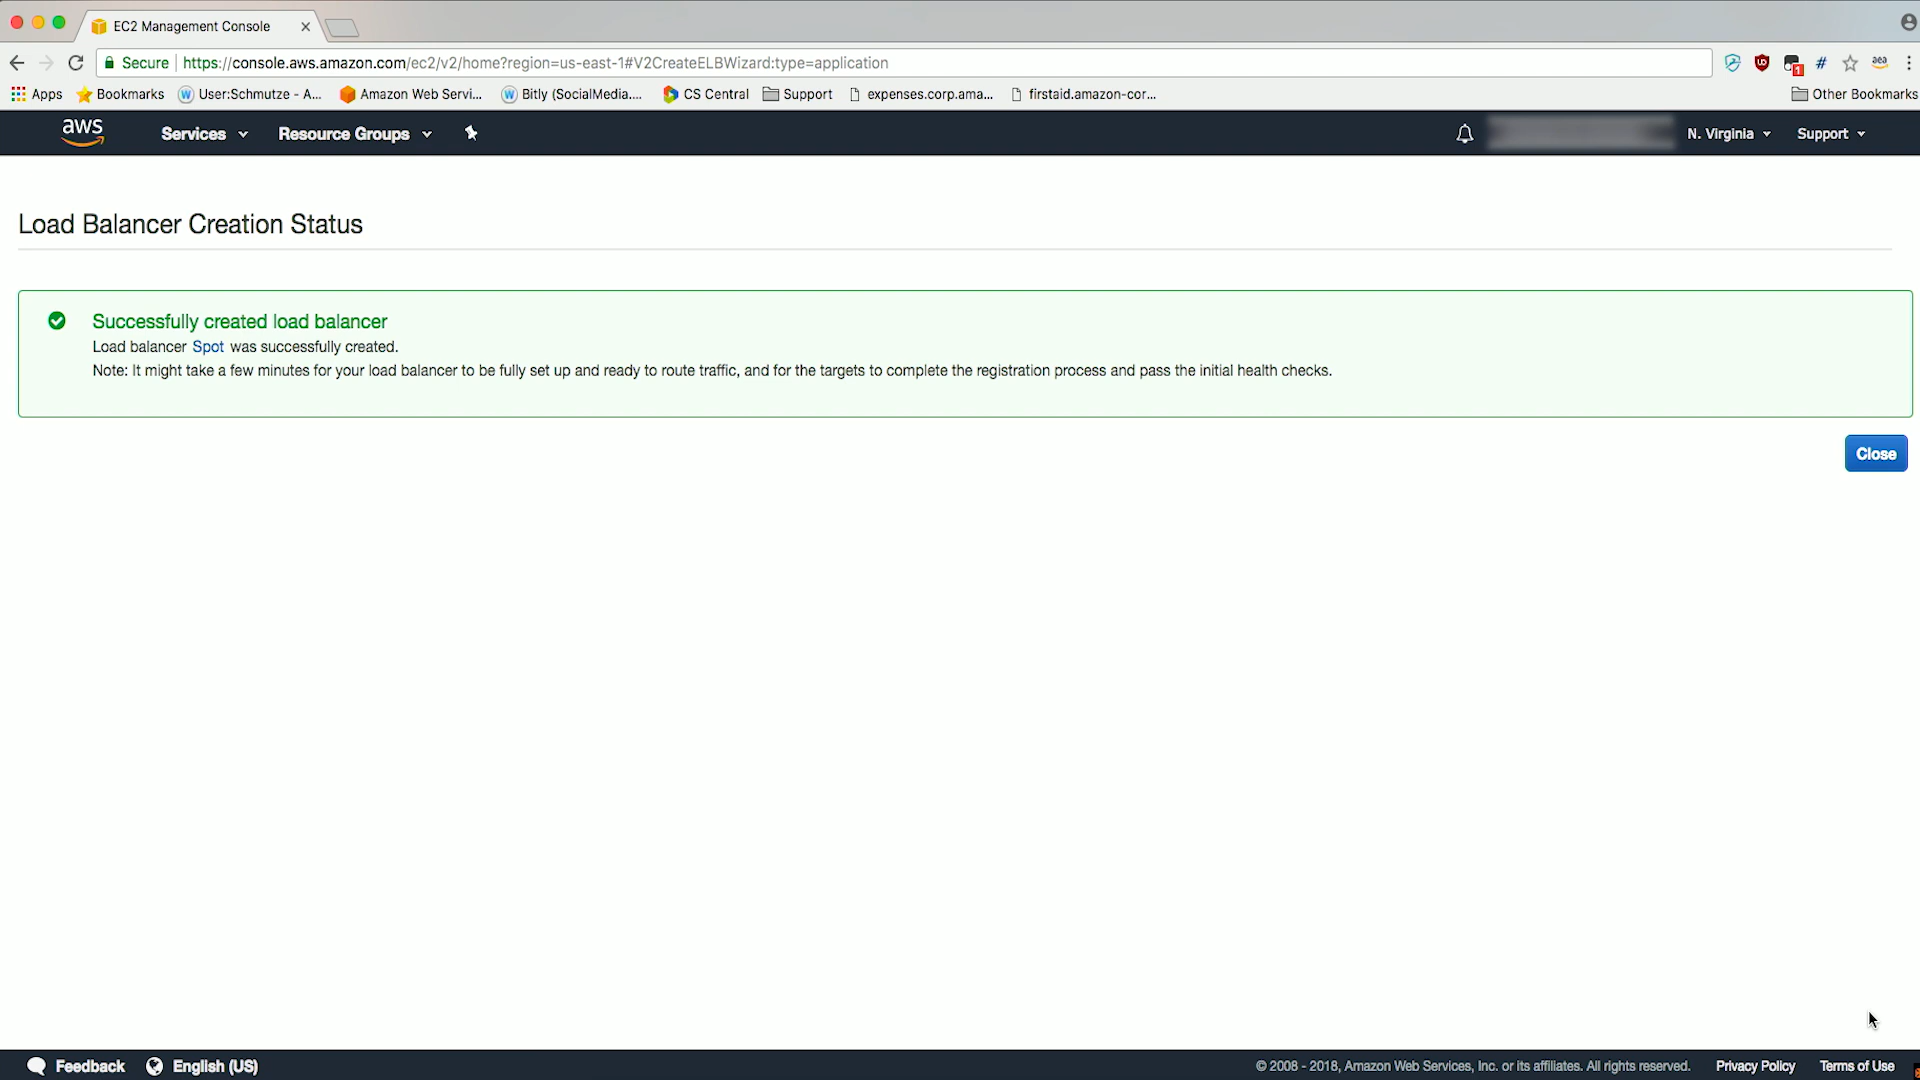 EC2 Management Console
Secure https://console.aws.amazon.com/ec2/v2/home?region=us-east-1#V2CreateELBWizard:type=application
1 # aea
Apps Bookmarks User:Schmutze - A... Amazon Web Servi... Bitly (SocialMedia.... CS Central Support expenses.corp.ama... firstaid.amazon-cor... Other Bookmarks
aws Services Resource Groups N. Virginia Support
Load Balancer Creation Status
Successfully created load balancer
Load balancer Spot was successfully created.
Note: It might take a few minutes for your load balancer to be fully set up and ready to route traffic, and for the targets to complete the registration process and pass the initial health checks.
Close
Feedback English (US) © 2008 - 2018, Amazon Web Services, Inc. or its affiliates. All rights reserved. Privacy Policy Terms of Use